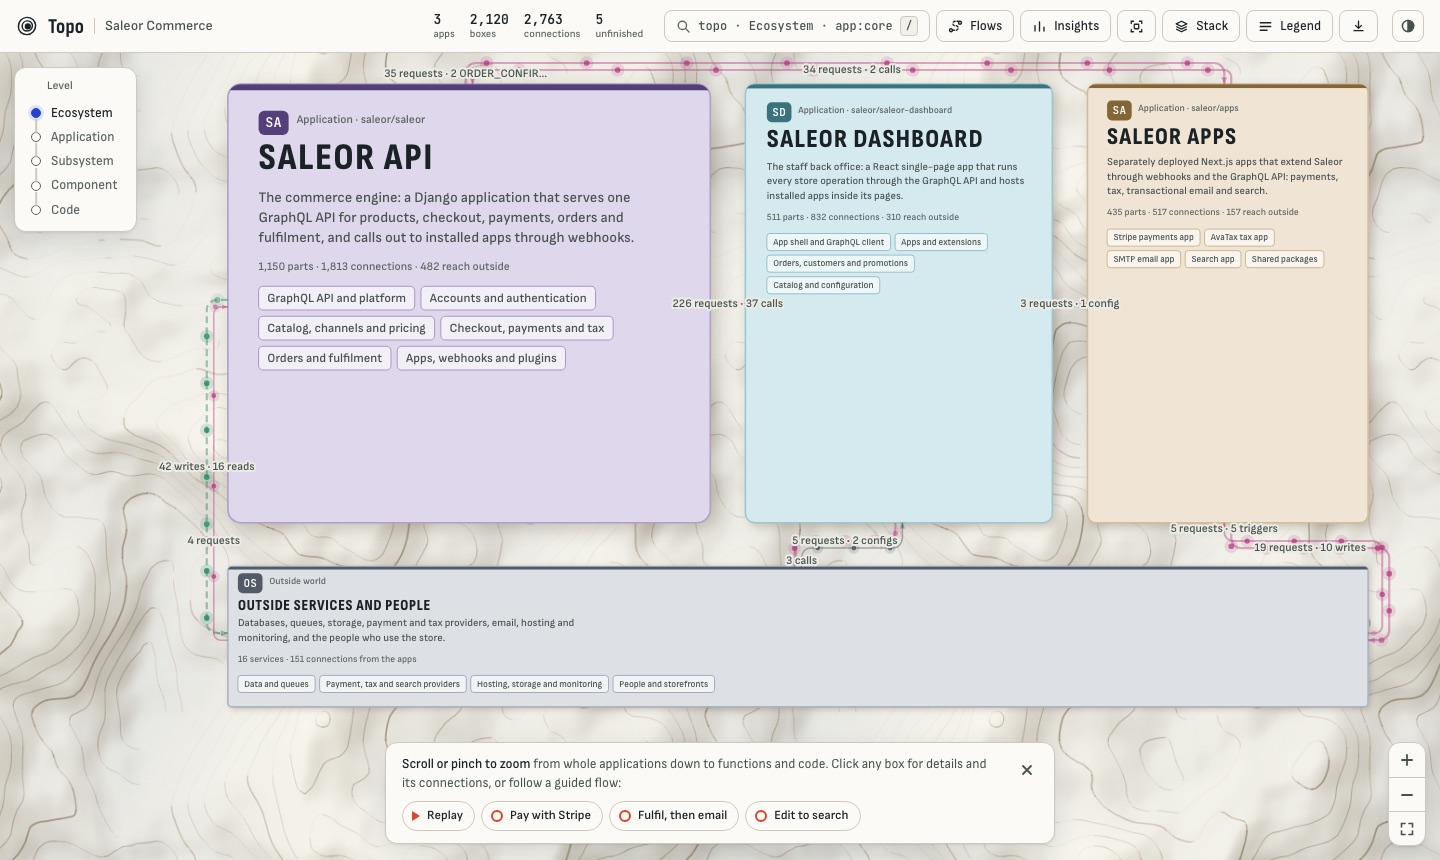 Topo
Saleor Commerce
3 apps
2,120 boxes
2,763 connections
5 unfinished
topo · Ecosystem · app:core /
Flows
Insights
Stack
Legend
Level
Ecosystem
Application
Subsystem
Component
Code
35 requests · 2 ORDER_CONFIR…
34 requests · 2 calls
SA
Application · saleor/saleor
SALEOR API
The commerce engine: a Django application that serves one
GraphQL API for products, checkout, payments, orders and
fulfilment, and calls out to installed apps through webhooks.
1,150 parts · 1,813 connections · 482 reach outside
GraphQL API and platform
Accounts and authentication
Catalog, channels and pricing
Checkout, payments and tax
Orders and fulfilment
Apps, webhooks and plugins
SD
Application · saleor/saleor-dashboard
SALEOR DASHBOARD
The staff back office: a React single-page app that runs
every store operation through the GraphQL API and hosts
installed apps inside its pages.
511 parts · 832 connections · 310 reach outside
App shell and GraphQL client
Apps and extensions
Orders, customers and promotions
Catalog and configuration
SA
Application · saleor/apps
SALEOR APPS
Separately deployed Next.js apps that extend Saleor
through webhooks and the GraphQL API: payments,
tax, transactional email and search.
435 parts · 517 connections · 157 reach outside
Stripe payments app
AvaTax tax app
SMTP email app
Search app
Shared packages
226 requests · 37 calls
3 requests · 1 config
42 writes · 16 reads
4 requests
5 requests · 2 configs
3 calls
5 requests · 5 triggers
19 requests · 10 writes
OS
Outside world
OUTSIDE SERVICES AND PEOPLE
Databases, queues, storage, payment and tax providers, email, hosting and
monitoring, and the people who use the store.
16 services · 151 connections from the apps
Data and queues
Payment, tax and search providers
Hosting, storage and monitoring
People and storefronts
Scroll or pinch to zoom from whole applications down to functions and code. Click any box for details and
its connections, or follow a guided flow:
Replay
Pay with Stripe
Fulfil, then email
Edit to search